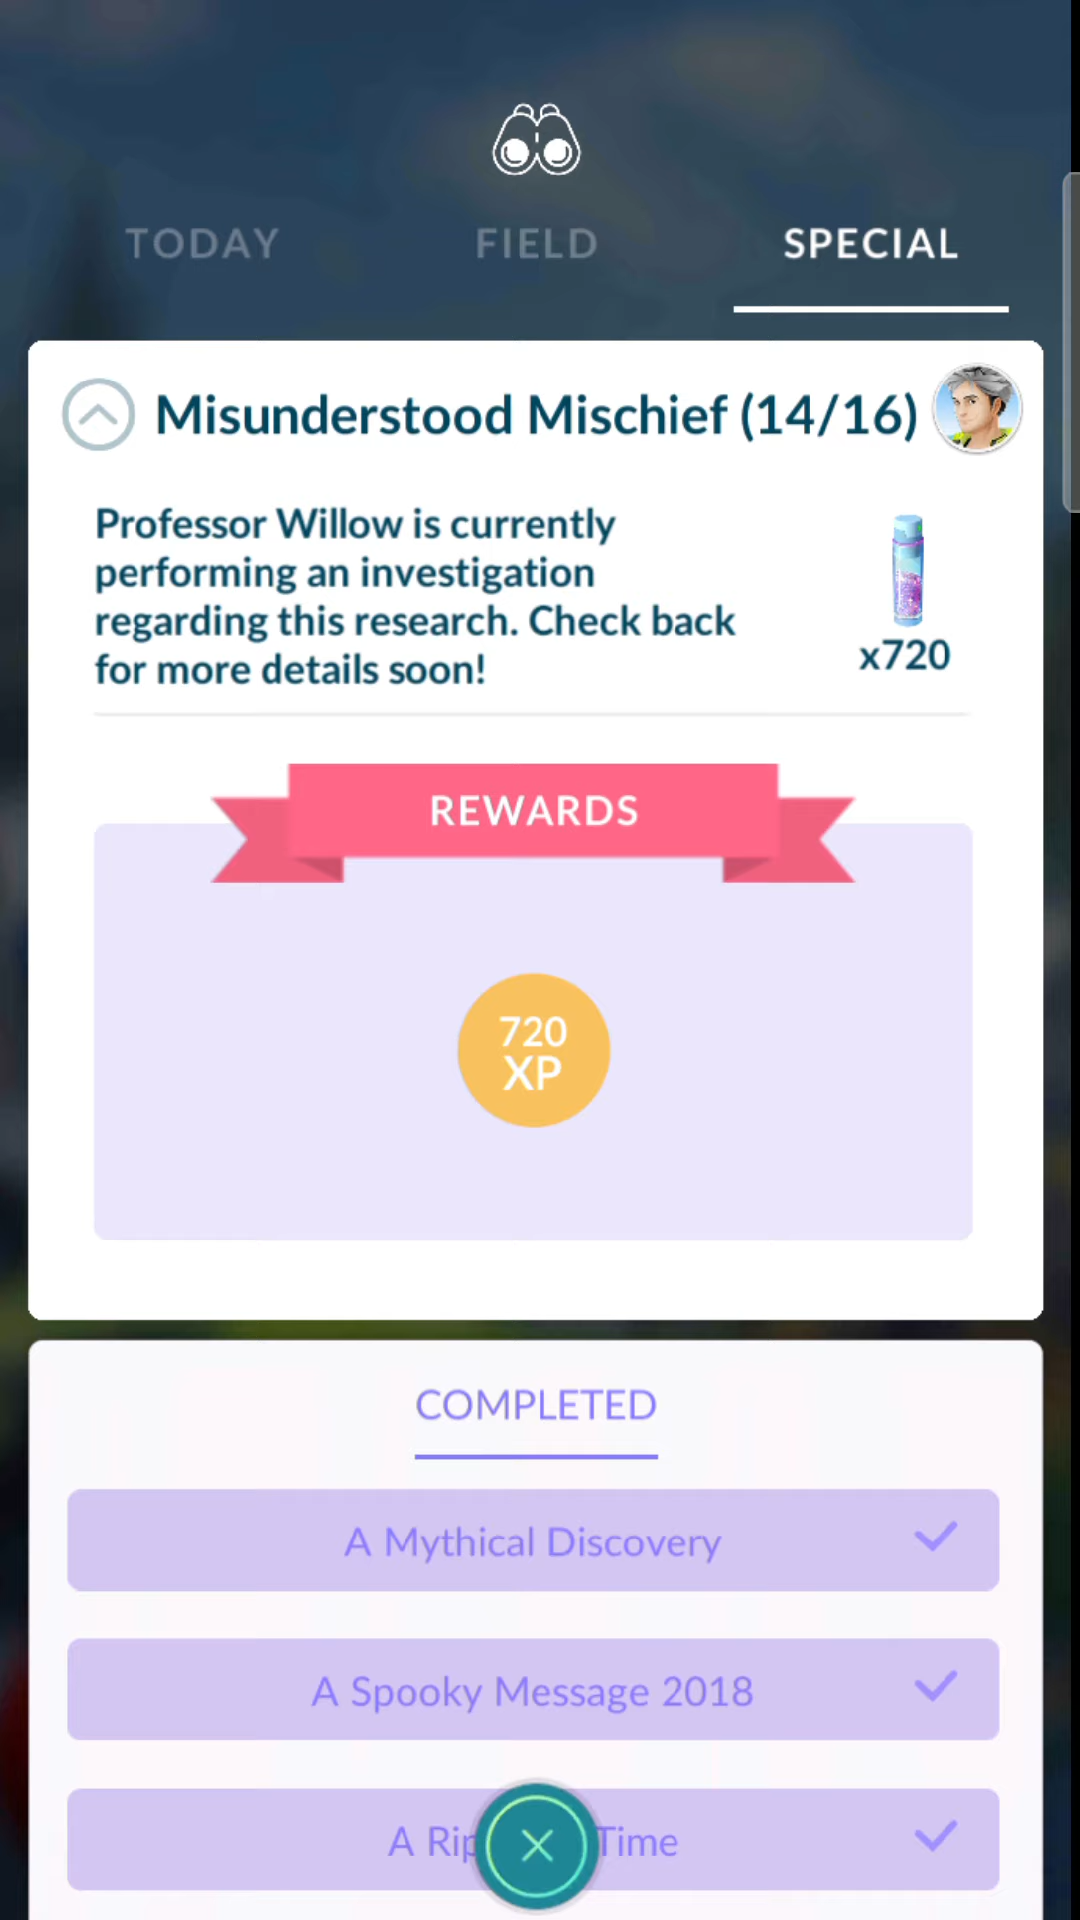 TODAY
FIELD
SPECIAL
Misunderstood Mischief (14/16)
Professor Willow is currently
performing an investigation
regarding this research. Check back
for more details soon!
x720
REWARDS
720
XP
COMPLETED
A Mythical Discovery
A Spooky Message 2018
A Time